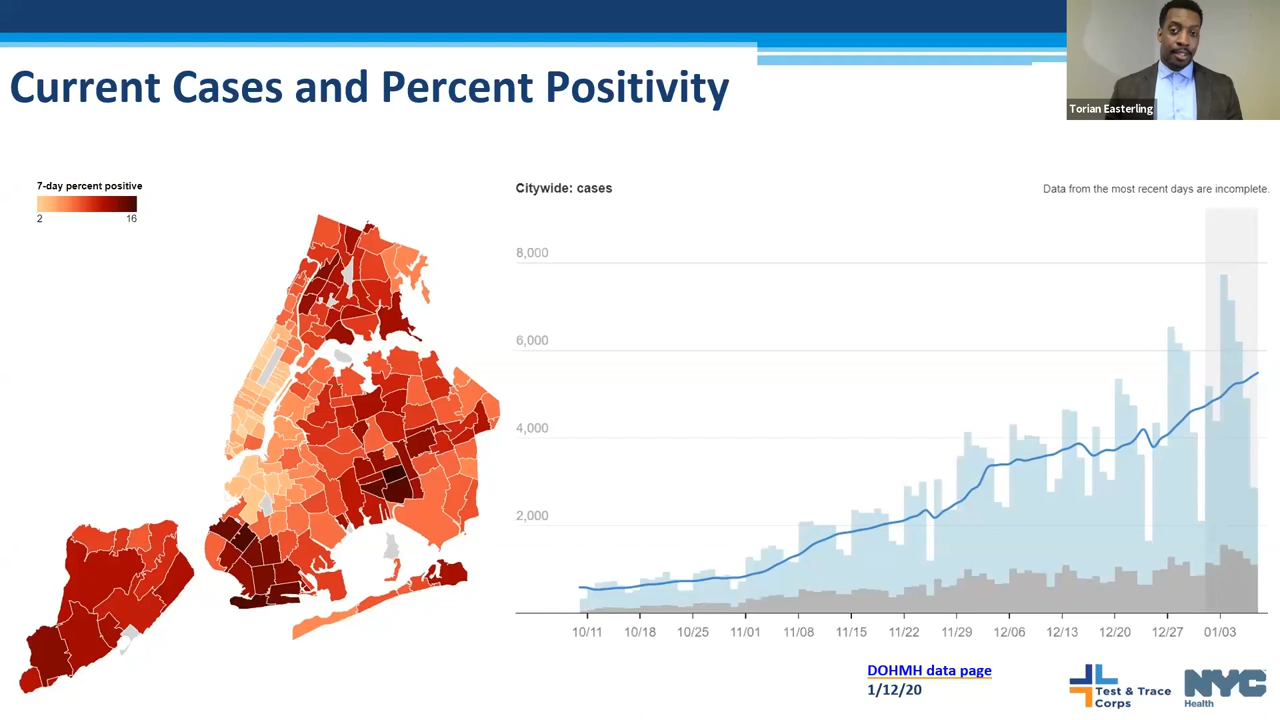 Current Cases and Percent Positivity
Torian Easterling
7-day percent positive
2 16
Citywide: cases
Data from the most recent days are incomplete.
8,000
6,000
4,000
2,000
10/11 10/18 10/25 11/01 11/08 11/15 11/22 11/29 12/06 12/13 12/20 12/27 01/03
DOHMH data page
1/12/20
Test & Trace
Corps
NYC
Health